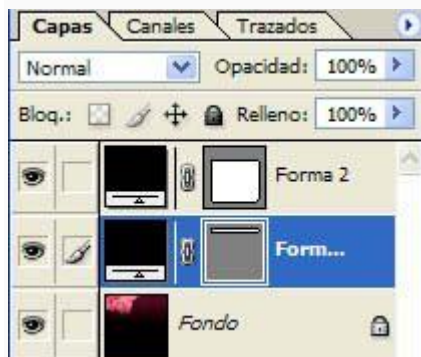 Capas Canales Trazados
Normal Opacidad: 100%
Bloq.: Relleno: 100%
Forma 2
Form...
Fondo